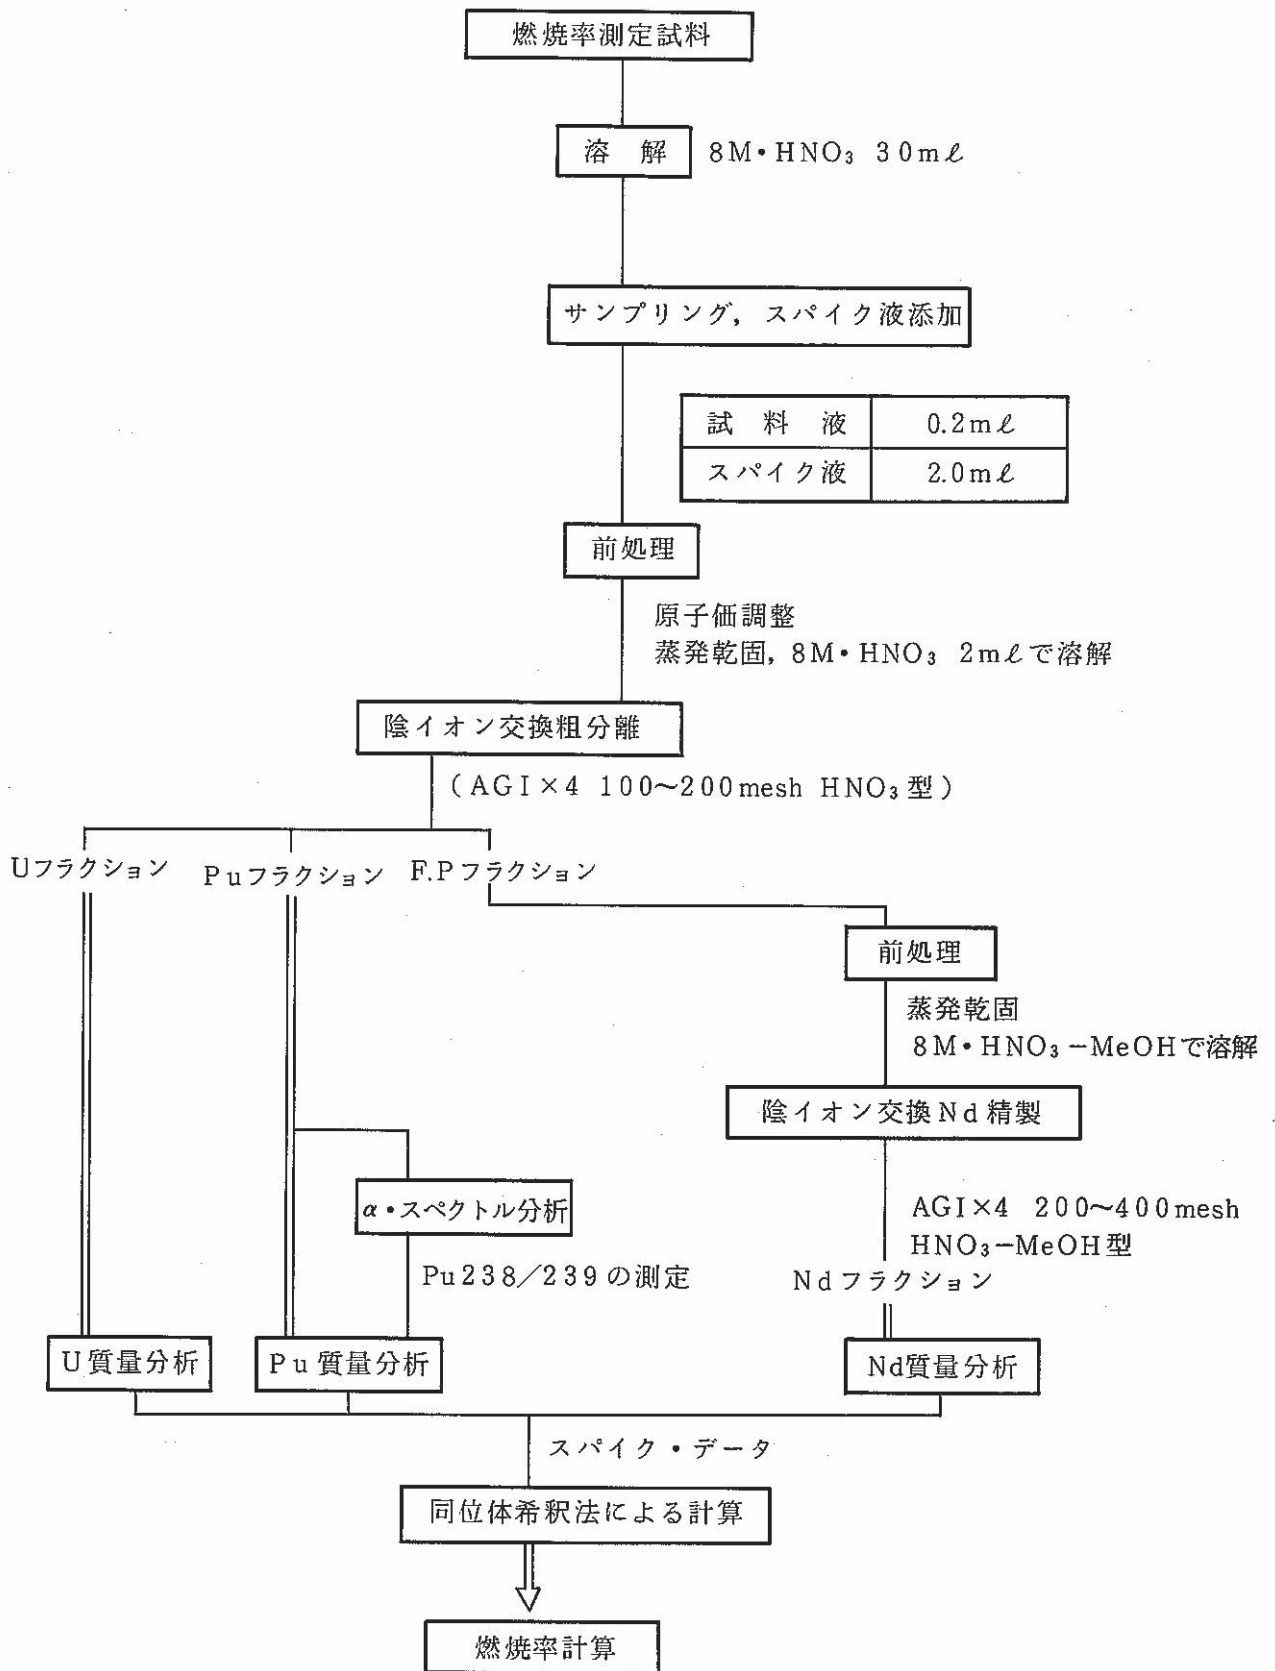 燃焼率測定試料
溶　解
8M・HNO₃ 30mℓ
サンプリング，スパイク液添加
試　料　液 0.2mℓ
スパイク液 2.0mℓ
前処理
原子価調整
蒸発乾固，8M・HNO₃ 2mℓで溶解
陰イオン交換粗分離
（AGI×4 100〜200mesh HNO₃型）
Uフラクション
Puフラクション
F.Pフラクション
前処理
蒸発乾固
8M・HNO₃−MeOHで溶解
陰イオン交換Nd精製
AGI×4 200〜400mesh
HNO₃−MeOH型
Ndフラクション
α・スペクトル分析
Pu238／239の測定
U質量分析
Pu質量分析
Nd質量分析
スパイク・データ
同位体希釈法による計算
燃焼率計算